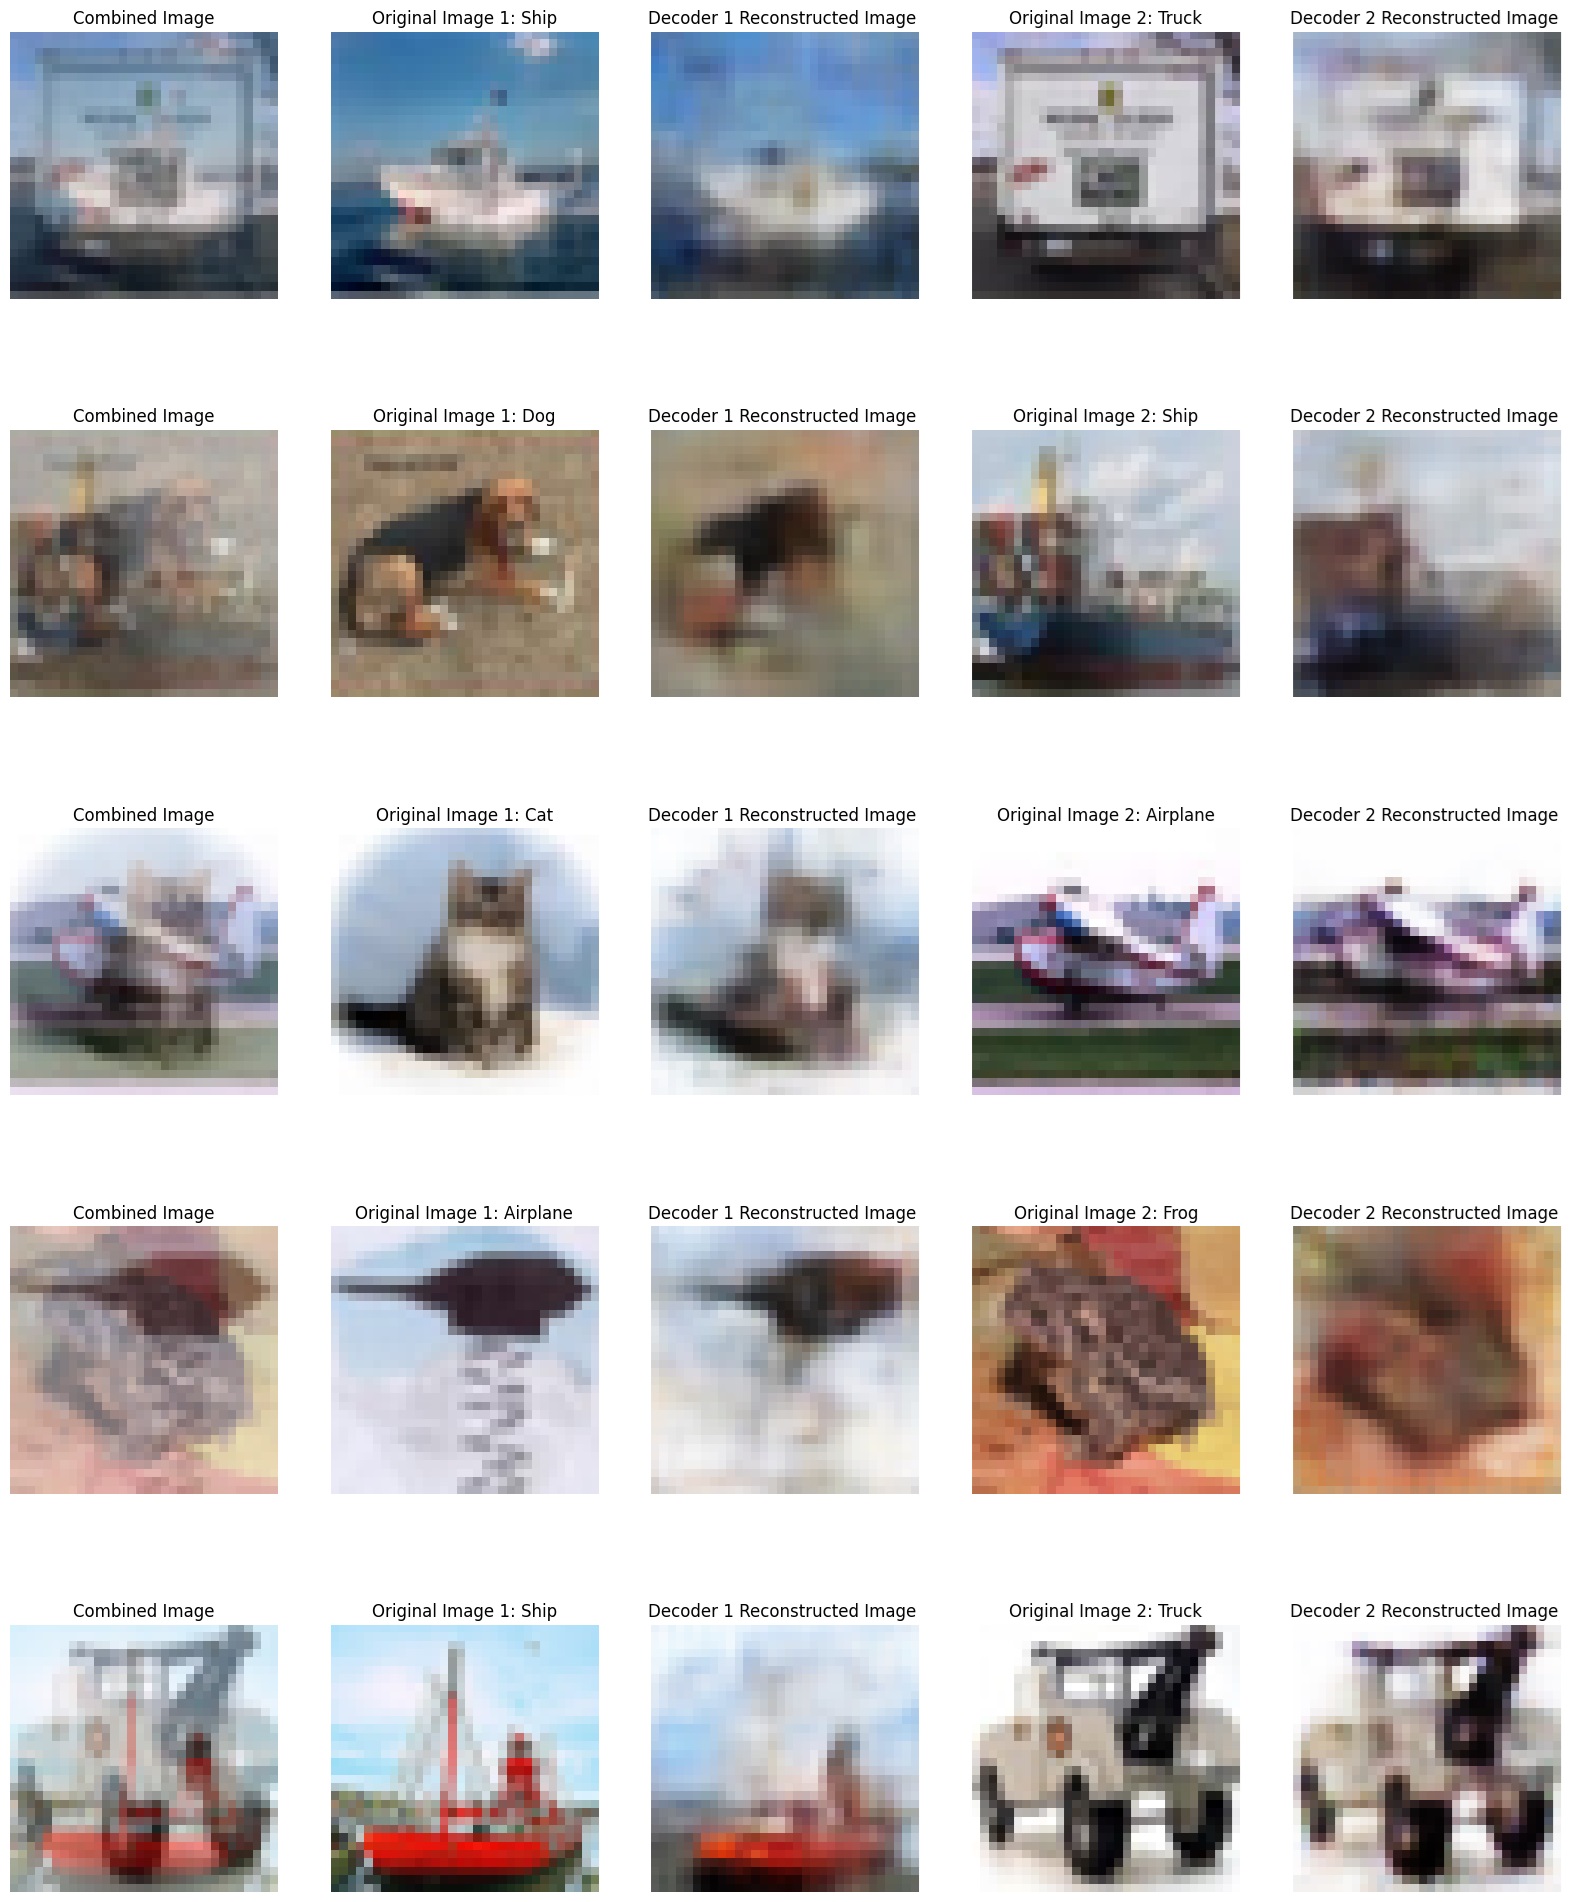 Combined Image
Original Image 1: Ship
Decoder 1 Reconstructed Image
Original Image 2: Truck
Decoder 2 Reconstructed Image
Combined Image
Original Image 1: Dog
Decoder 1 Reconstructed Image
Original Image 2: Ship
Decoder 2 Reconstructed Image
Combined Image
Original Image 1: Cat
Decoder 1 Reconstructed Image
Original Image 2: Airplane
Decoder 2 Reconstructed Image
Combined Image
Original Image 1: Airplane
Decoder 1 Reconstructed Image
Original Image 2: Frog
Decoder 2 Reconstructed Image
Combined Image
Original Image 1: Ship
Decoder 1 Reconstructed Image
Original Image 2: Truck
Decoder 2 Reconstructed Image